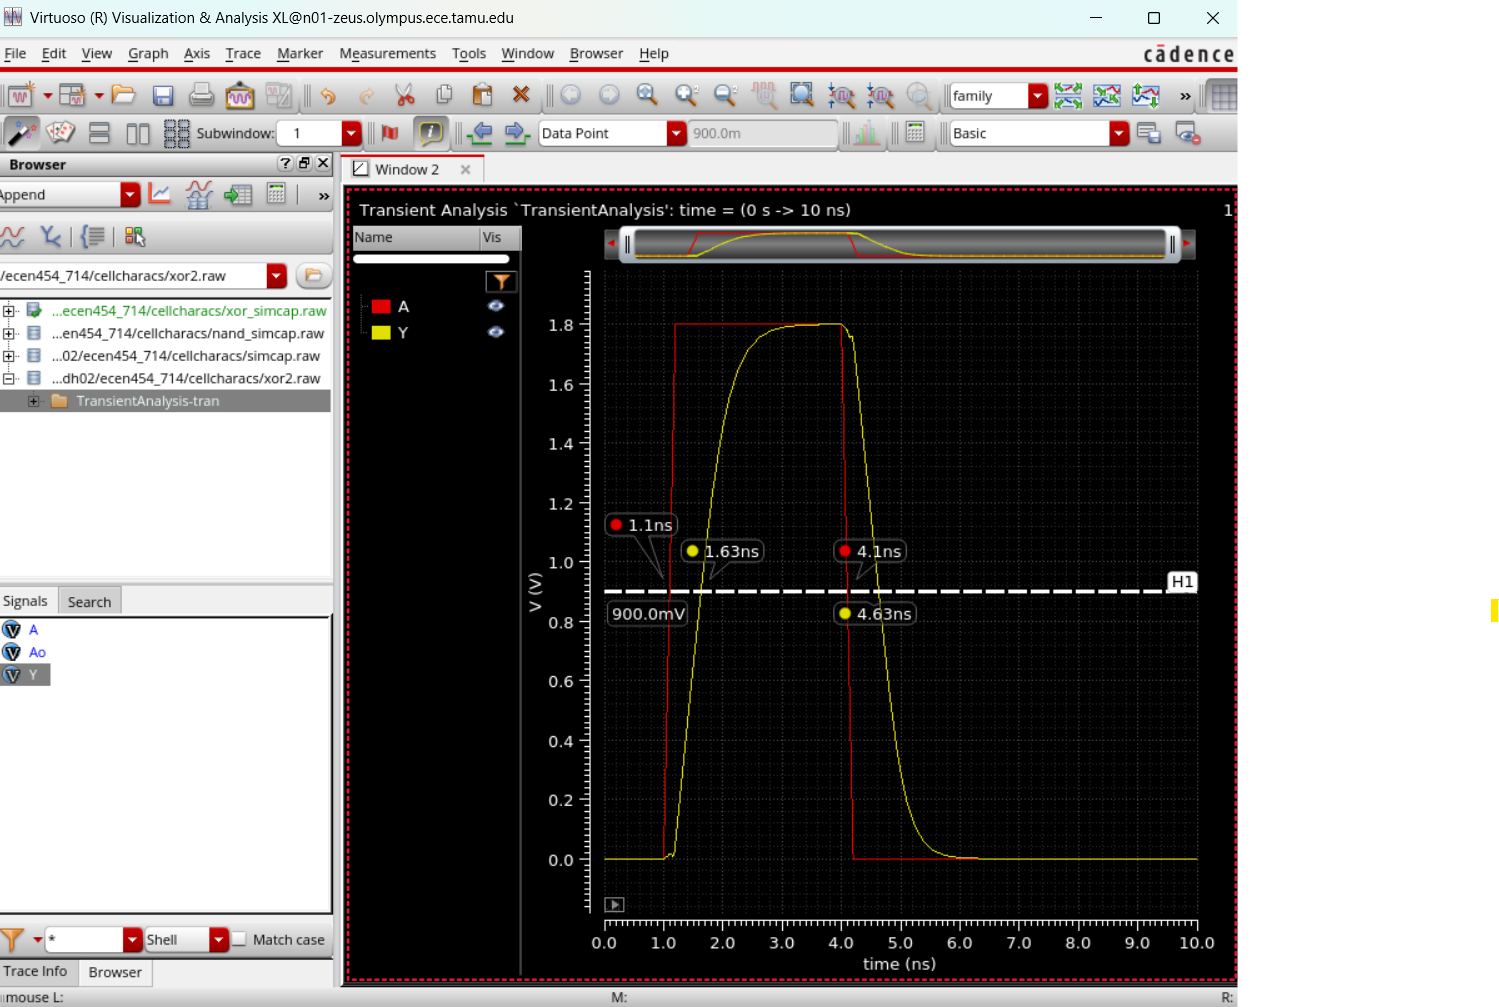 Virtuoso (R) Visualization & Analysis XL@n01-zeus.olympus.ece.tamu.edu
File Edit View Graph Axis Trace Marker Measurements Tools Window Browser Help
cādence
family
Subwindow: 1
Data Point
900.0m
Basic
Browser
Append
Window 2
/ecen454_714/cellcharacs/xor2.raw
...ecen454_714/cellcharacs/xor_simcap.raw
...en454_714/cellcharacs/nand_simcap.raw
...02/ecen454_714/cellcharacs/simcap.raw
...dh02/ecen454_714/cellcharacs/xor2.raw
TransientAnalysis-tran
Signals Search
A
Ao
Y
* Shell Match case
Trace Info Browser
mouse L: M: R:
Transient Analysis `TransientAnalysis': time = (0 s -> 10 ns) 1
Name Vis
A
Y
1.8
1.6
1.4
1.2
1.0
0.8
0.6
0.4
0.2
0.0
V (V)
1.1ns
1.63ns
4.1ns
H1
900.0mV
4.63ns
0.0 1.0 2.0 3.0 4.0 5.0 6.0 7.0 8.0 9.0 10.0
time (ns)